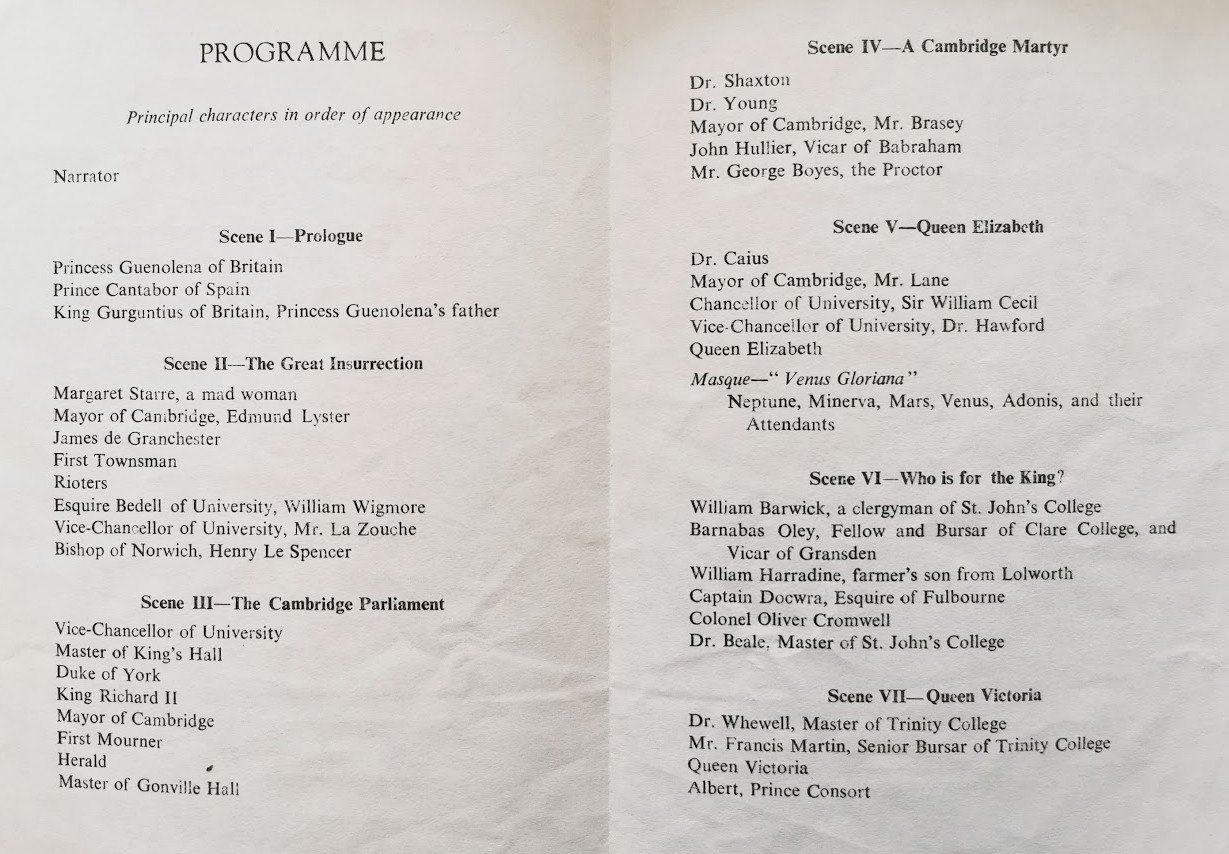 PROGRAMME
Principal characters in order of appearance
Narrator
Scene I—Prologue
Princess Guenolena of Britain
Prince Cantabor of Spain
King Gurguntius of Britain, Princess Guenolena's father
Scene II—The Great Insurrection
Margaret Starre, a mad woman
Mayor of Cambridge, Edmund Lyster
James de Granchester
First Townsman
Rioters
Esquire Bedell of University, William Wigmore
Vice-Chancellor of University, Mr. La Zouche
Bishop of Norwich, Henry Le Spencer
Scene III—The Cambridge Parliament
Vice-Chancellor of University
Master of King's Hall
Duke of York
King Richard II
Mayor of Cambridge
First Mourner
Herald
Master of Gonville Hall
Scene IV—A Cambridge Martyr
Dr. Shaxton
Dr. Young
Mayor of Cambridge, Mr. Brasey
John Hullier, Vicar of Babraham
Mr. George Boyes, the Proctor
Scene V—Queen Elizabeth
Dr. Caius
Mayor of Cambridge, Mr. Lane
Chancellor of University, Sir William Cecil
Vice-Chancellor of University, Dr. Hawford
Queen Elizabeth
Masque—“ Venus Gloriana ”
Neptune, Minerva, Mars, Venus, Adonis, and their
Attendants
Scene VI—Who is for the King?
William Barwick, a clergyman of St. John's College
Barnabas Oley, Fellow and Bursar of Clare College, and
Vicar of Gransden
William Harradine, farmer's son from Lolworth
Captain Docwra, Esquire of Fulbourne
Colonel Oliver Cromwell
Dr. Beale, Master of St. John's College
Scene VII—Queen Victoria
Dr. Whewell, Master of Trinity College
Mr. Francis Martin, Senior Bursar of Trinity College
Queen Victoria
Albert, Prince Consort